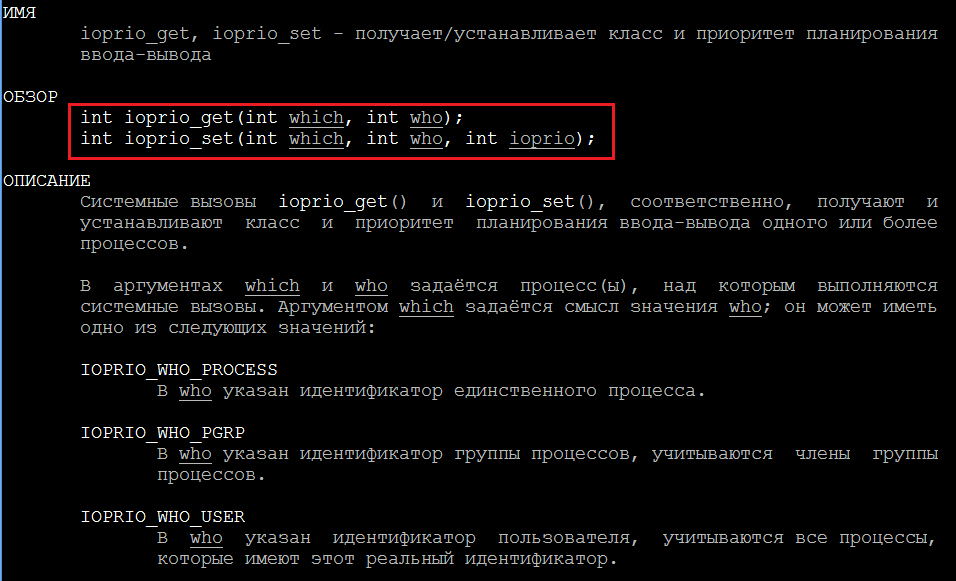 ИМЯ
ioprio_get, ioprio_set - получает/устанавливает класс и приоритет планирования
ввода-вывода
ОБЗОР
int ioprio_get(int which, int who);
int ioprio_set(int which, int who, int ioprio);
ОПИСАНИЕ
Системные вызовы ioprio_get() и ioprio_set(), соответственно, получают и
устанавливают класс и приоритет планирования ввода-вывода одного или более
процессов.
В аргументах which и who задаётся процесс(ы), над которым выполняются
системные вызовы. Аргументом which задаётся смысл значения who; он может иметь
одно из следующих значений:
IOPRIO_WHO_PROCESS
В who указан идентификатор единственного процесса.
IOPRIO_WHO_PGRP
В who указан идентификатор группы процессов, учитываются члены группы
процессов.
IOPRIO_WHO_USER
В who указан идентификатор пользователя, учитываются все процессы,
которые имеют этот реальный идентификатор.